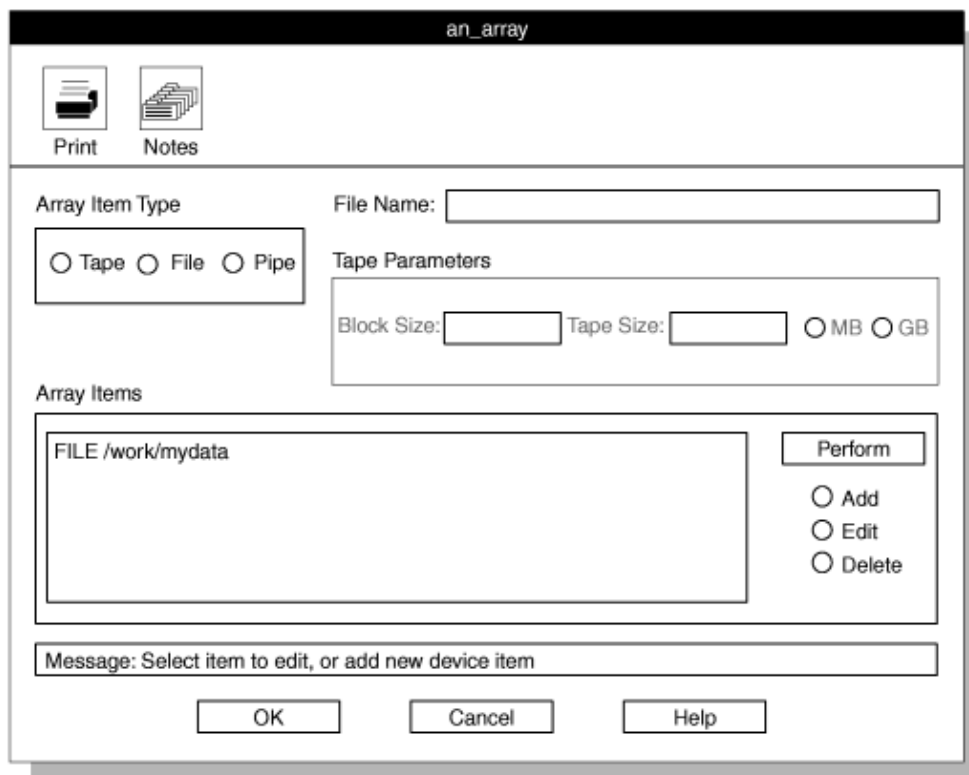 an_array
Print Notes
Array Item Type
File Name:
Tape File Pipe
Tape Parameters
Block Size: Tape Size: MB GB
Array Items
FILE /work/mydata
Perform
Add
Edit
Delete
Message: Select item to edit, or add new device item
OK Cancel Help